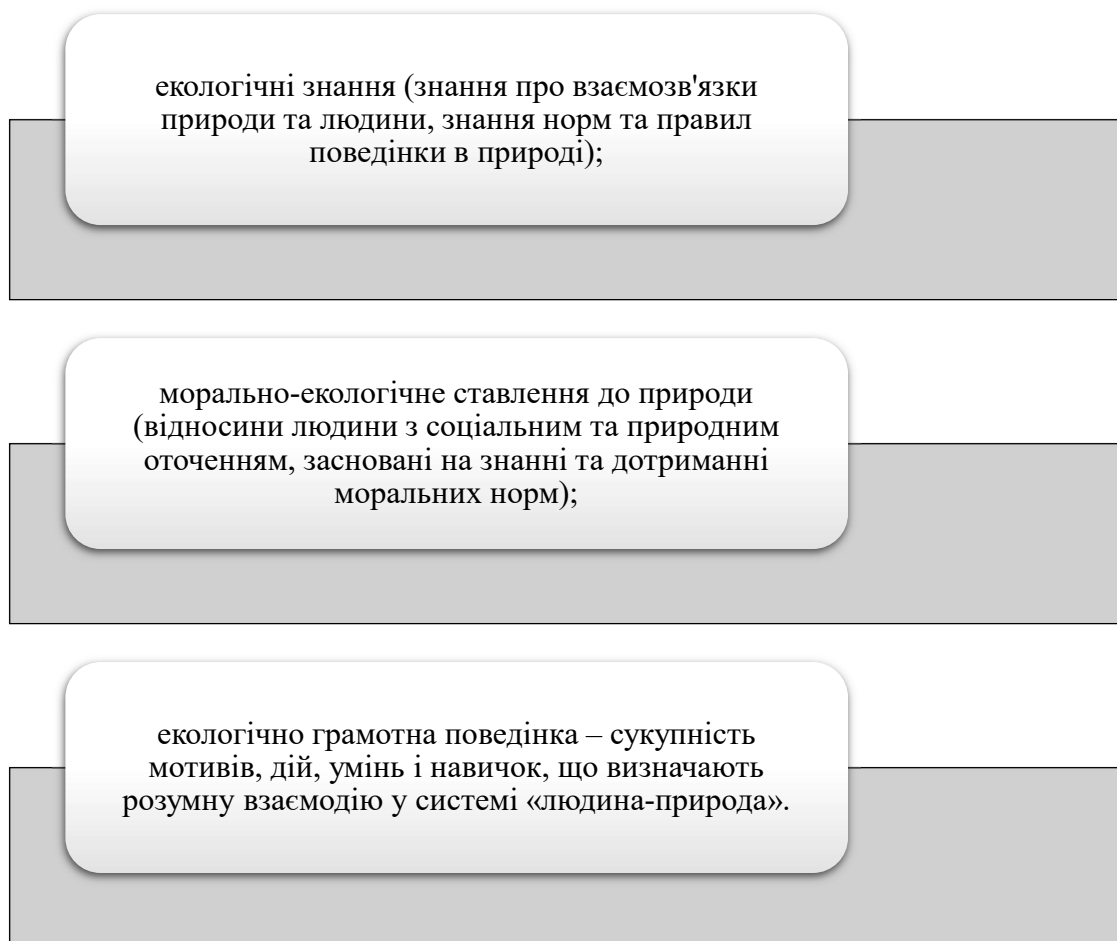 екологічні знання (знання про взаємозв'язки
природи та людини, знання норм та правил
поведінки в природі);
морально-екологічне ставлення до природи
(відносини людини з соціальним та природним
оточенням, засновані на знанні та дотриманні
моральних норм);
екологічно грамотна поведінка – сукупність
мотивів, дій, умінь і навичок, що визначають
розумну взаємодію у системі «людина-природа».